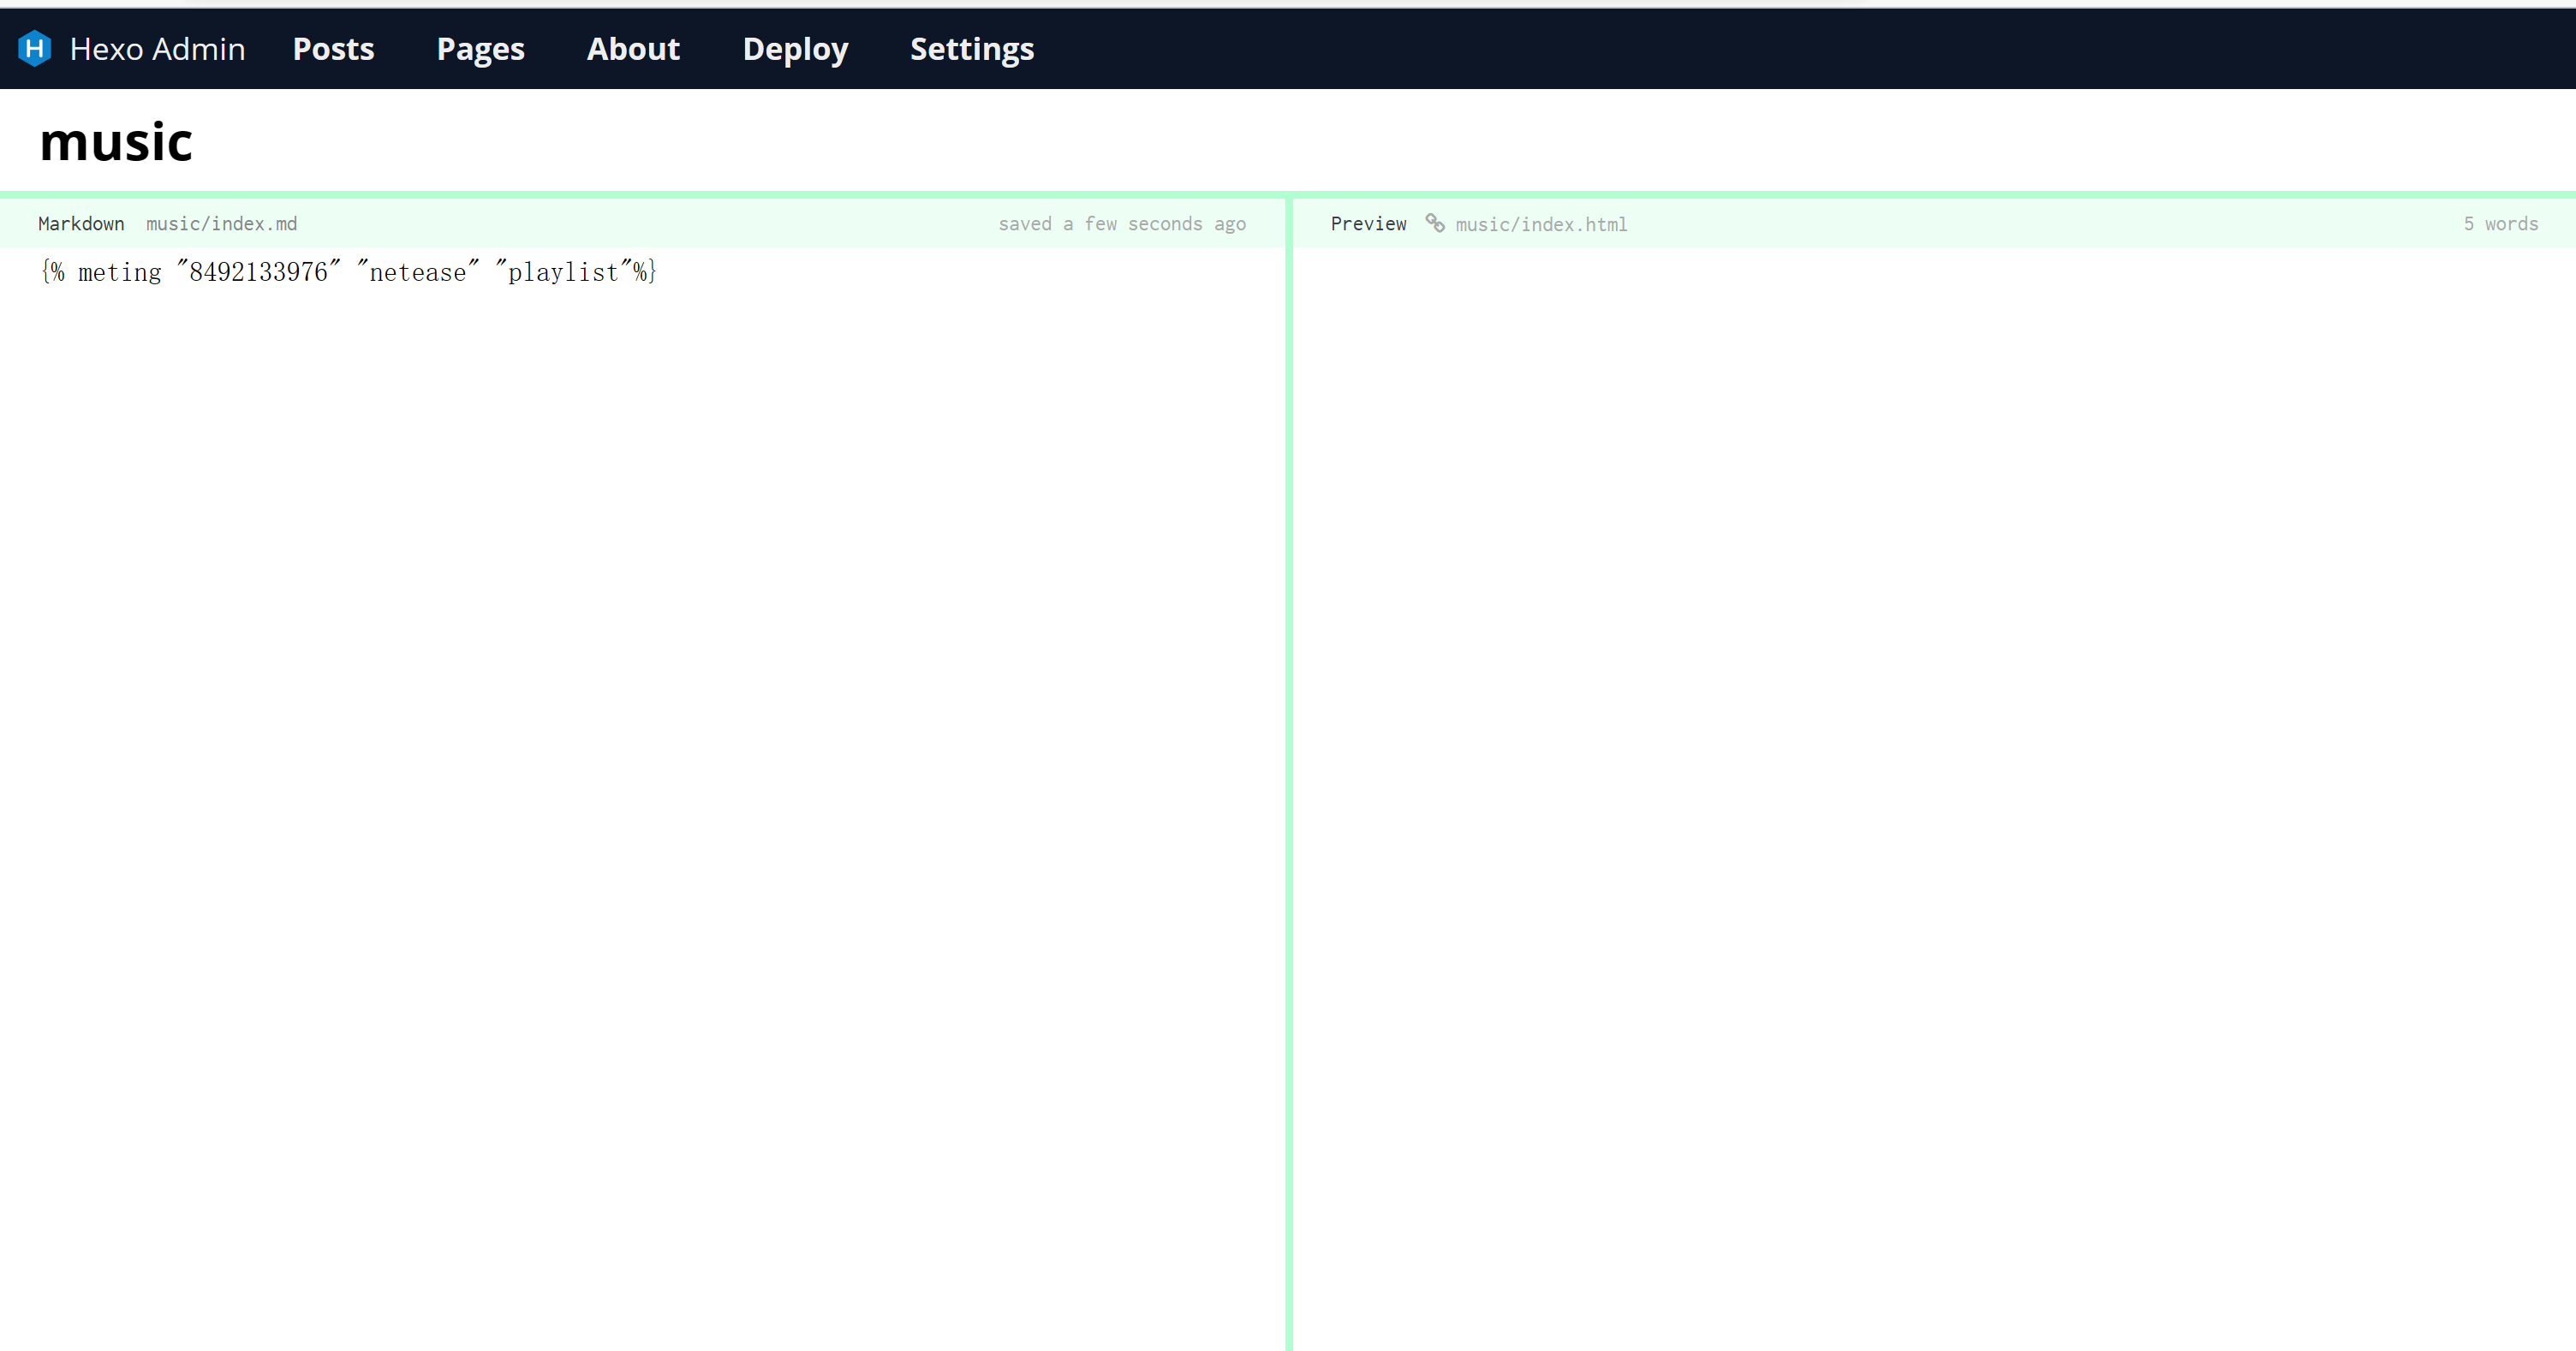 H Hexo Admin Posts Pages About Deploy Settings
music
Markdown music/index.md saved a few seconds ago Preview music/index.html 5 words
{% meting "8492133976" "netease" "playlist"%}